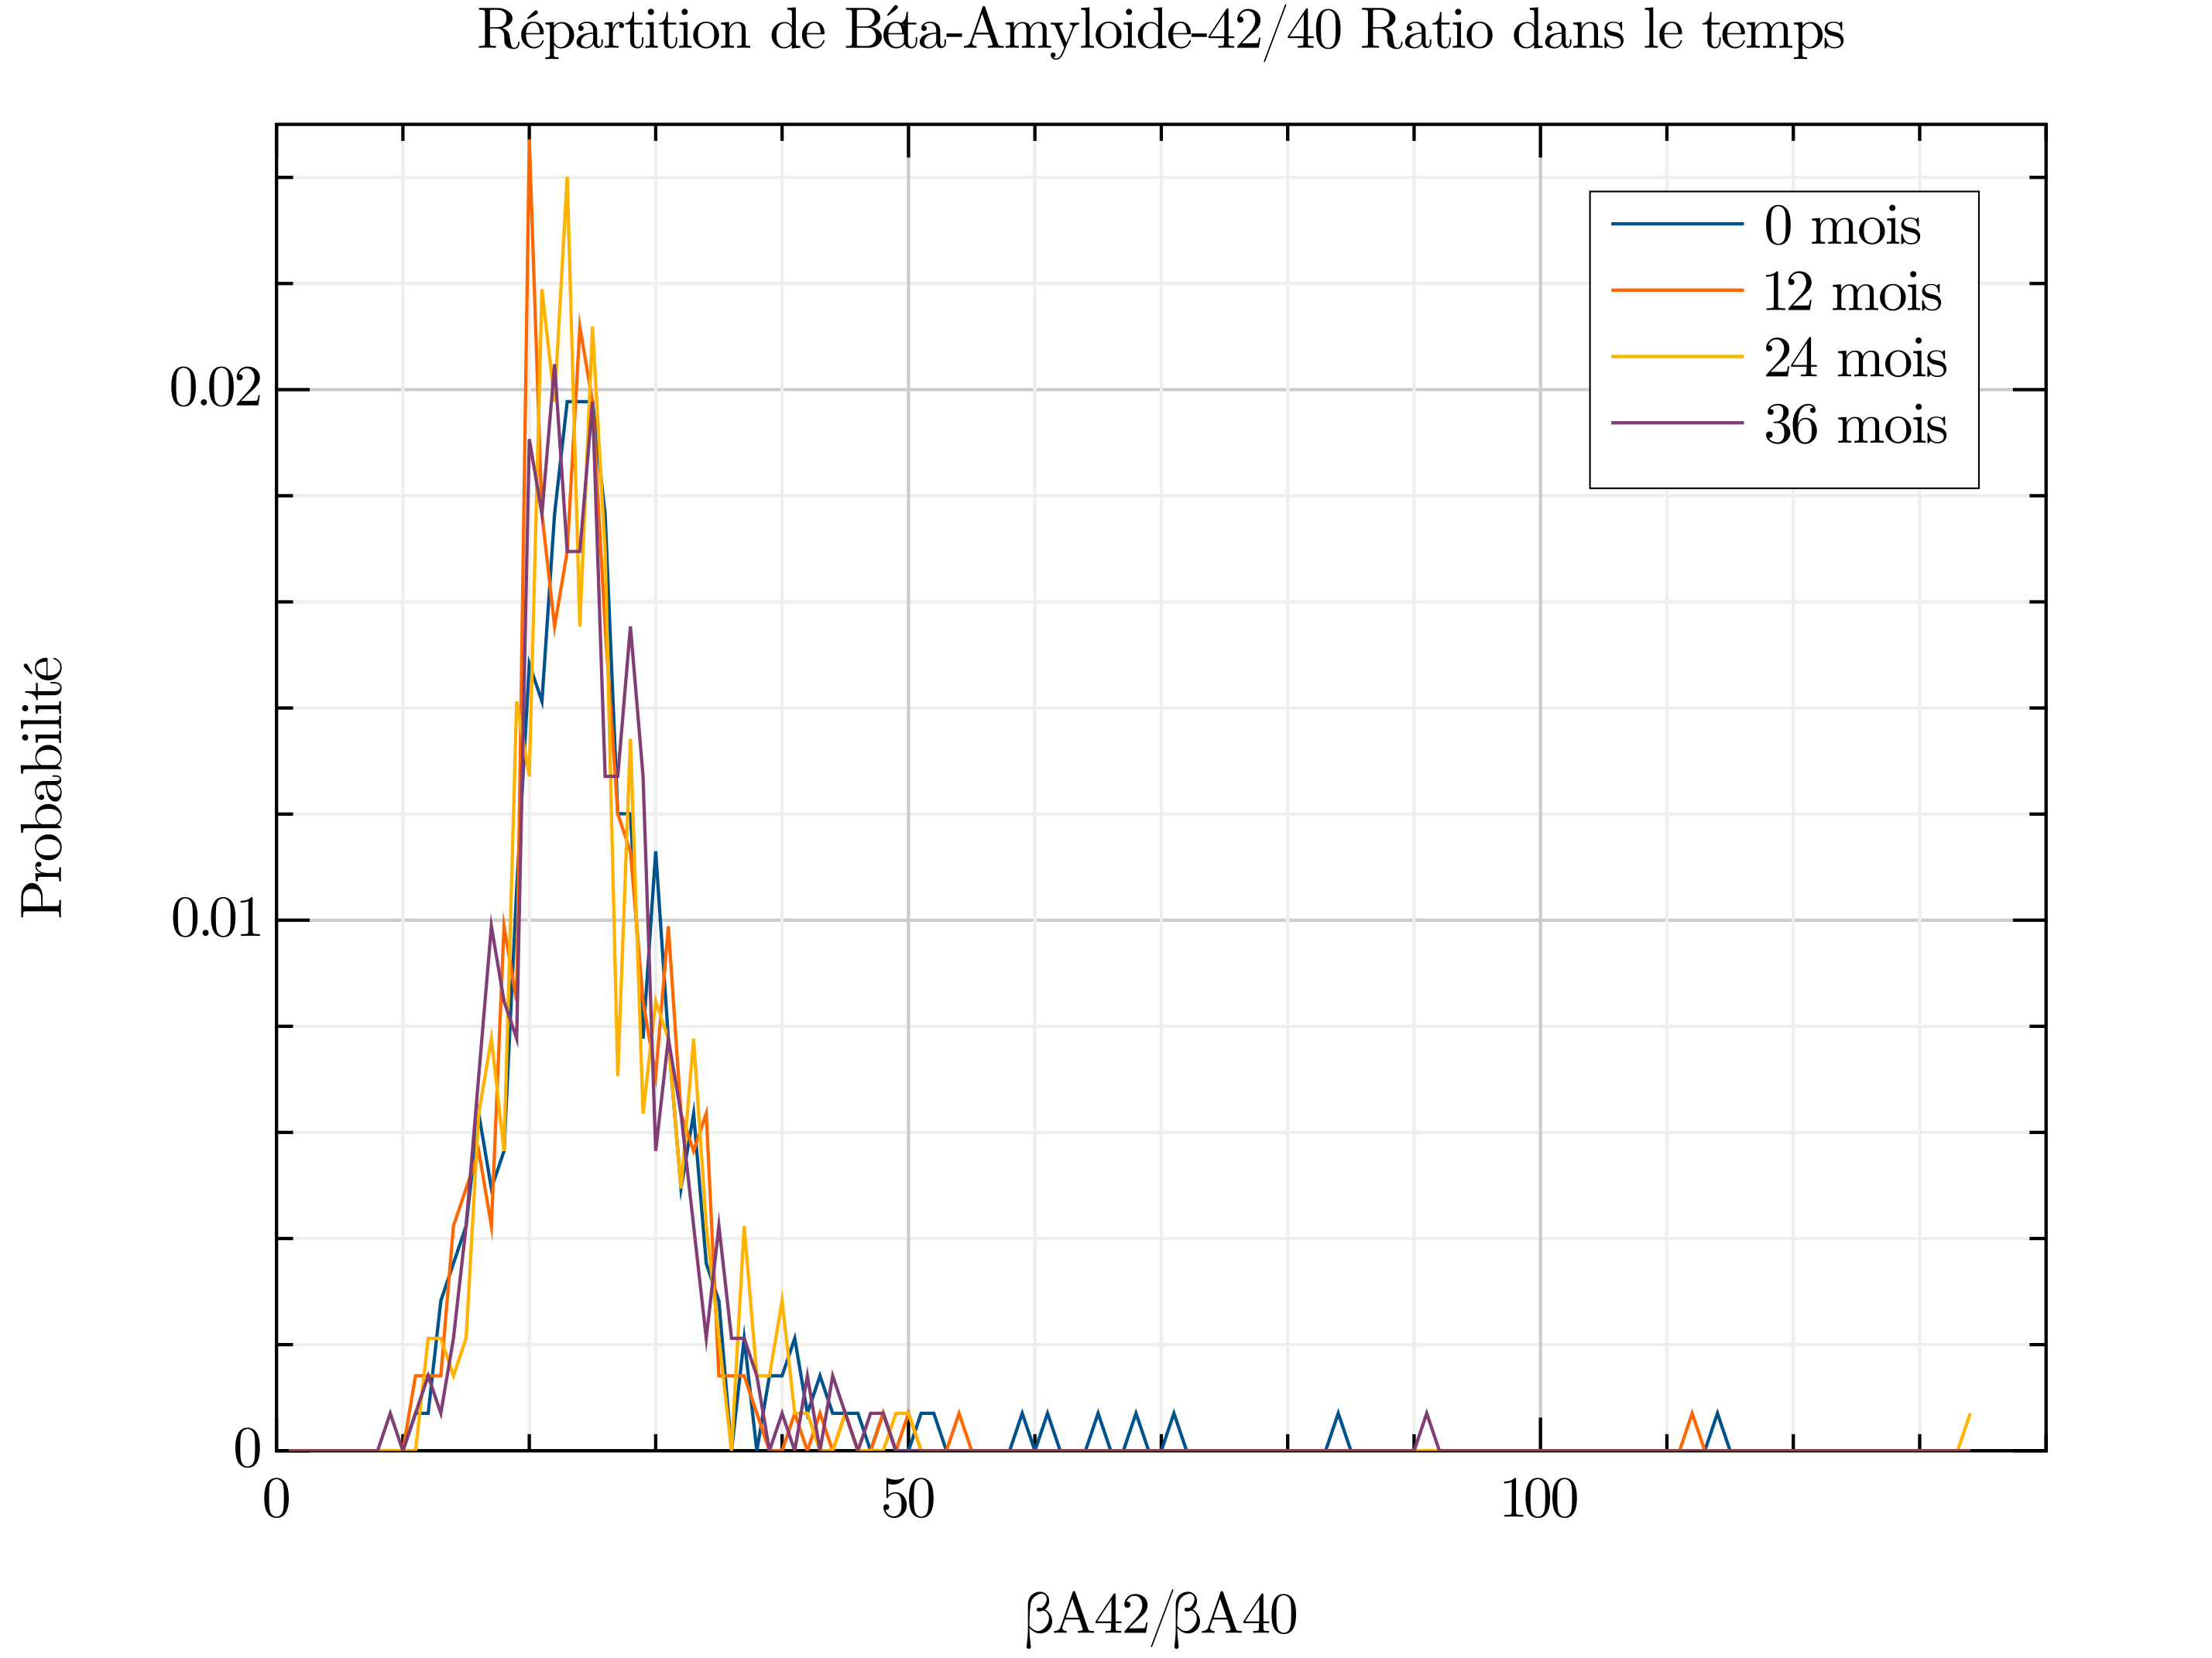 Répartition de Béta-Amyloide-42/40 Ratio dans le temps
0 mois
12 mois
24 mois
36 mois
Probabilité
0.02
0.01
0
0
50
100
βA42/βA40